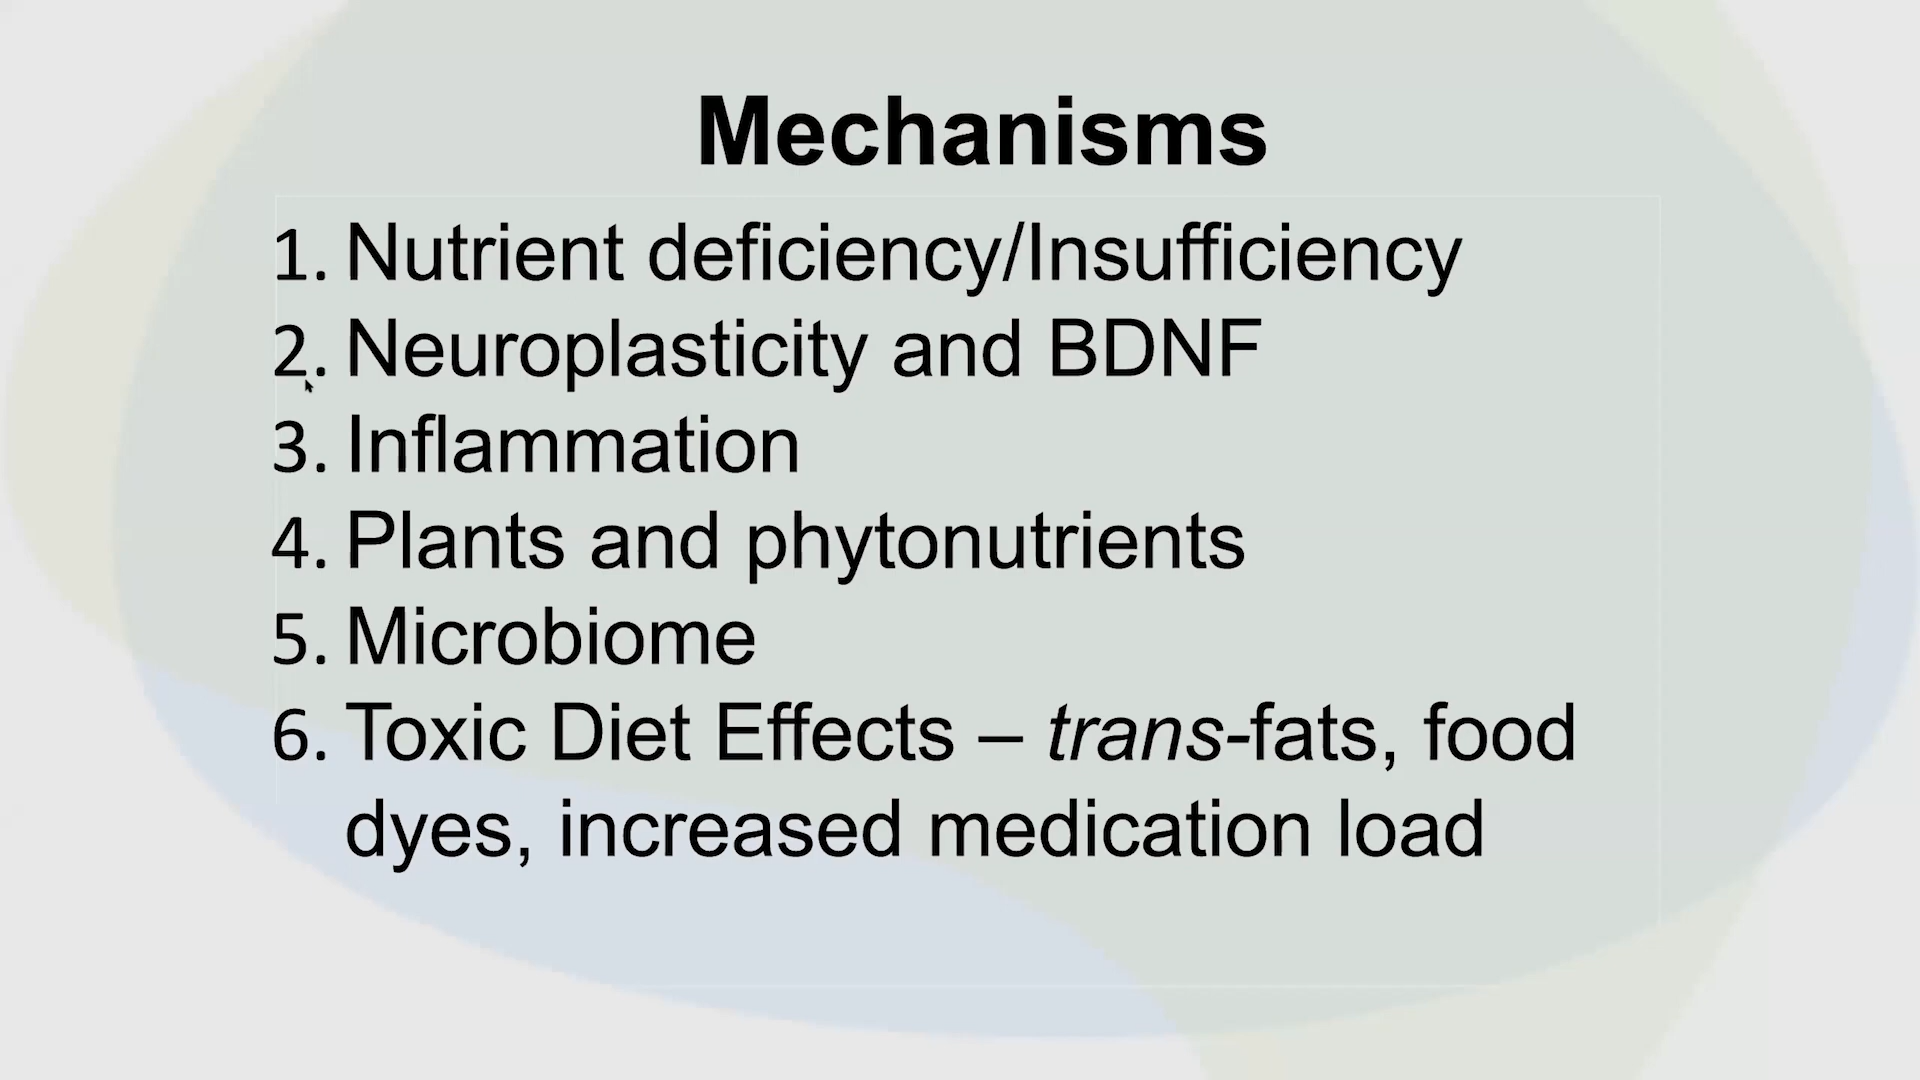 Mechanisms
1. Nutrient deficiency/Insufficiency
2. Neuroplasticity and BDNF
3. Inflammation
4. Plants and phytonutrients
5. Microbiome
6. Toxic Diet Effects – trans-fats, food
dyes, increased medication load